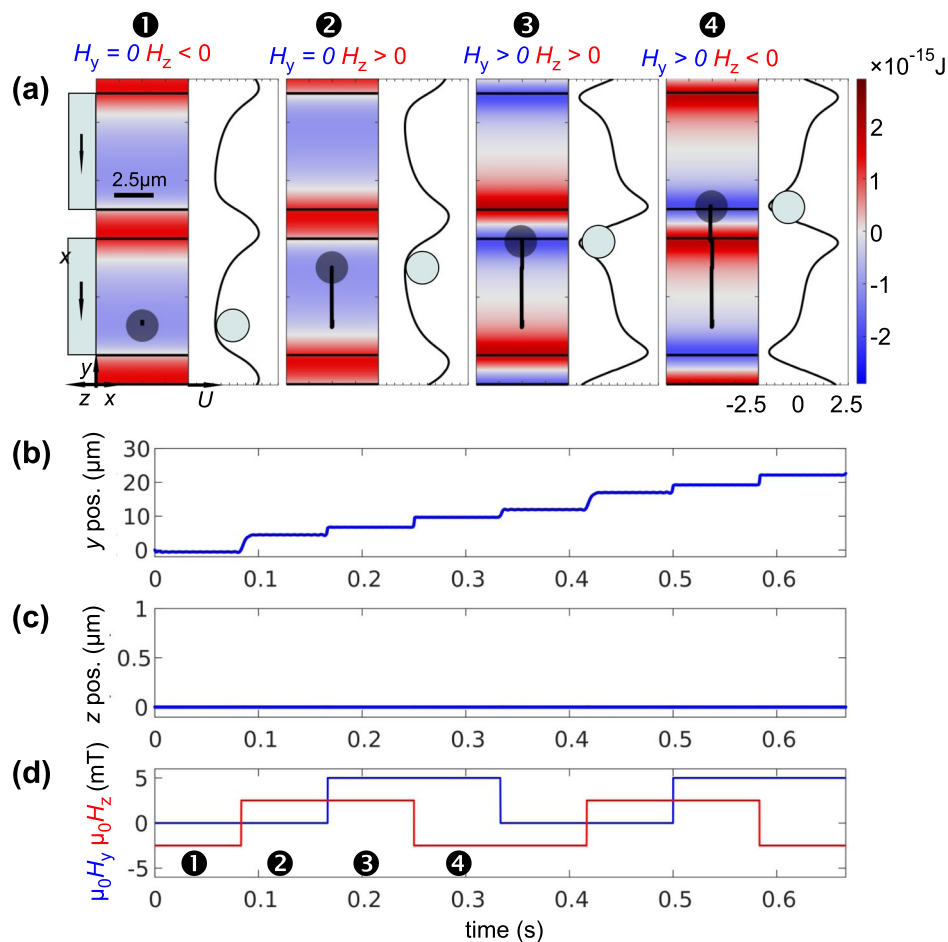 ❶ ❷ ❸ ❹
Hy = 0 Hz < 0 Hy = 0 Hz > 0 Hy > 0 Hz > 0 Hy > 0 Hz < 0
(a) ×10⁻¹⁵J
2.5µm
2
1
0
-1
-2
x
y
z x U
-2.5 0 2.5
(b)
y pos. (µm)
30
20
10
0
0 0.1 0.2 0.3 0.4 0.5 0.6
(c)
z pos. (µm)
1
0.5
0
0 0.1 0.2 0.3 0.4 0.5 0.6
(d)
µ₀Hy µ₀Hz (mT)
5
0
-5
❶ ❷ ❸ ❹
0 0.1 0.2 0.3 0.4 0.5 0.6
time (s)